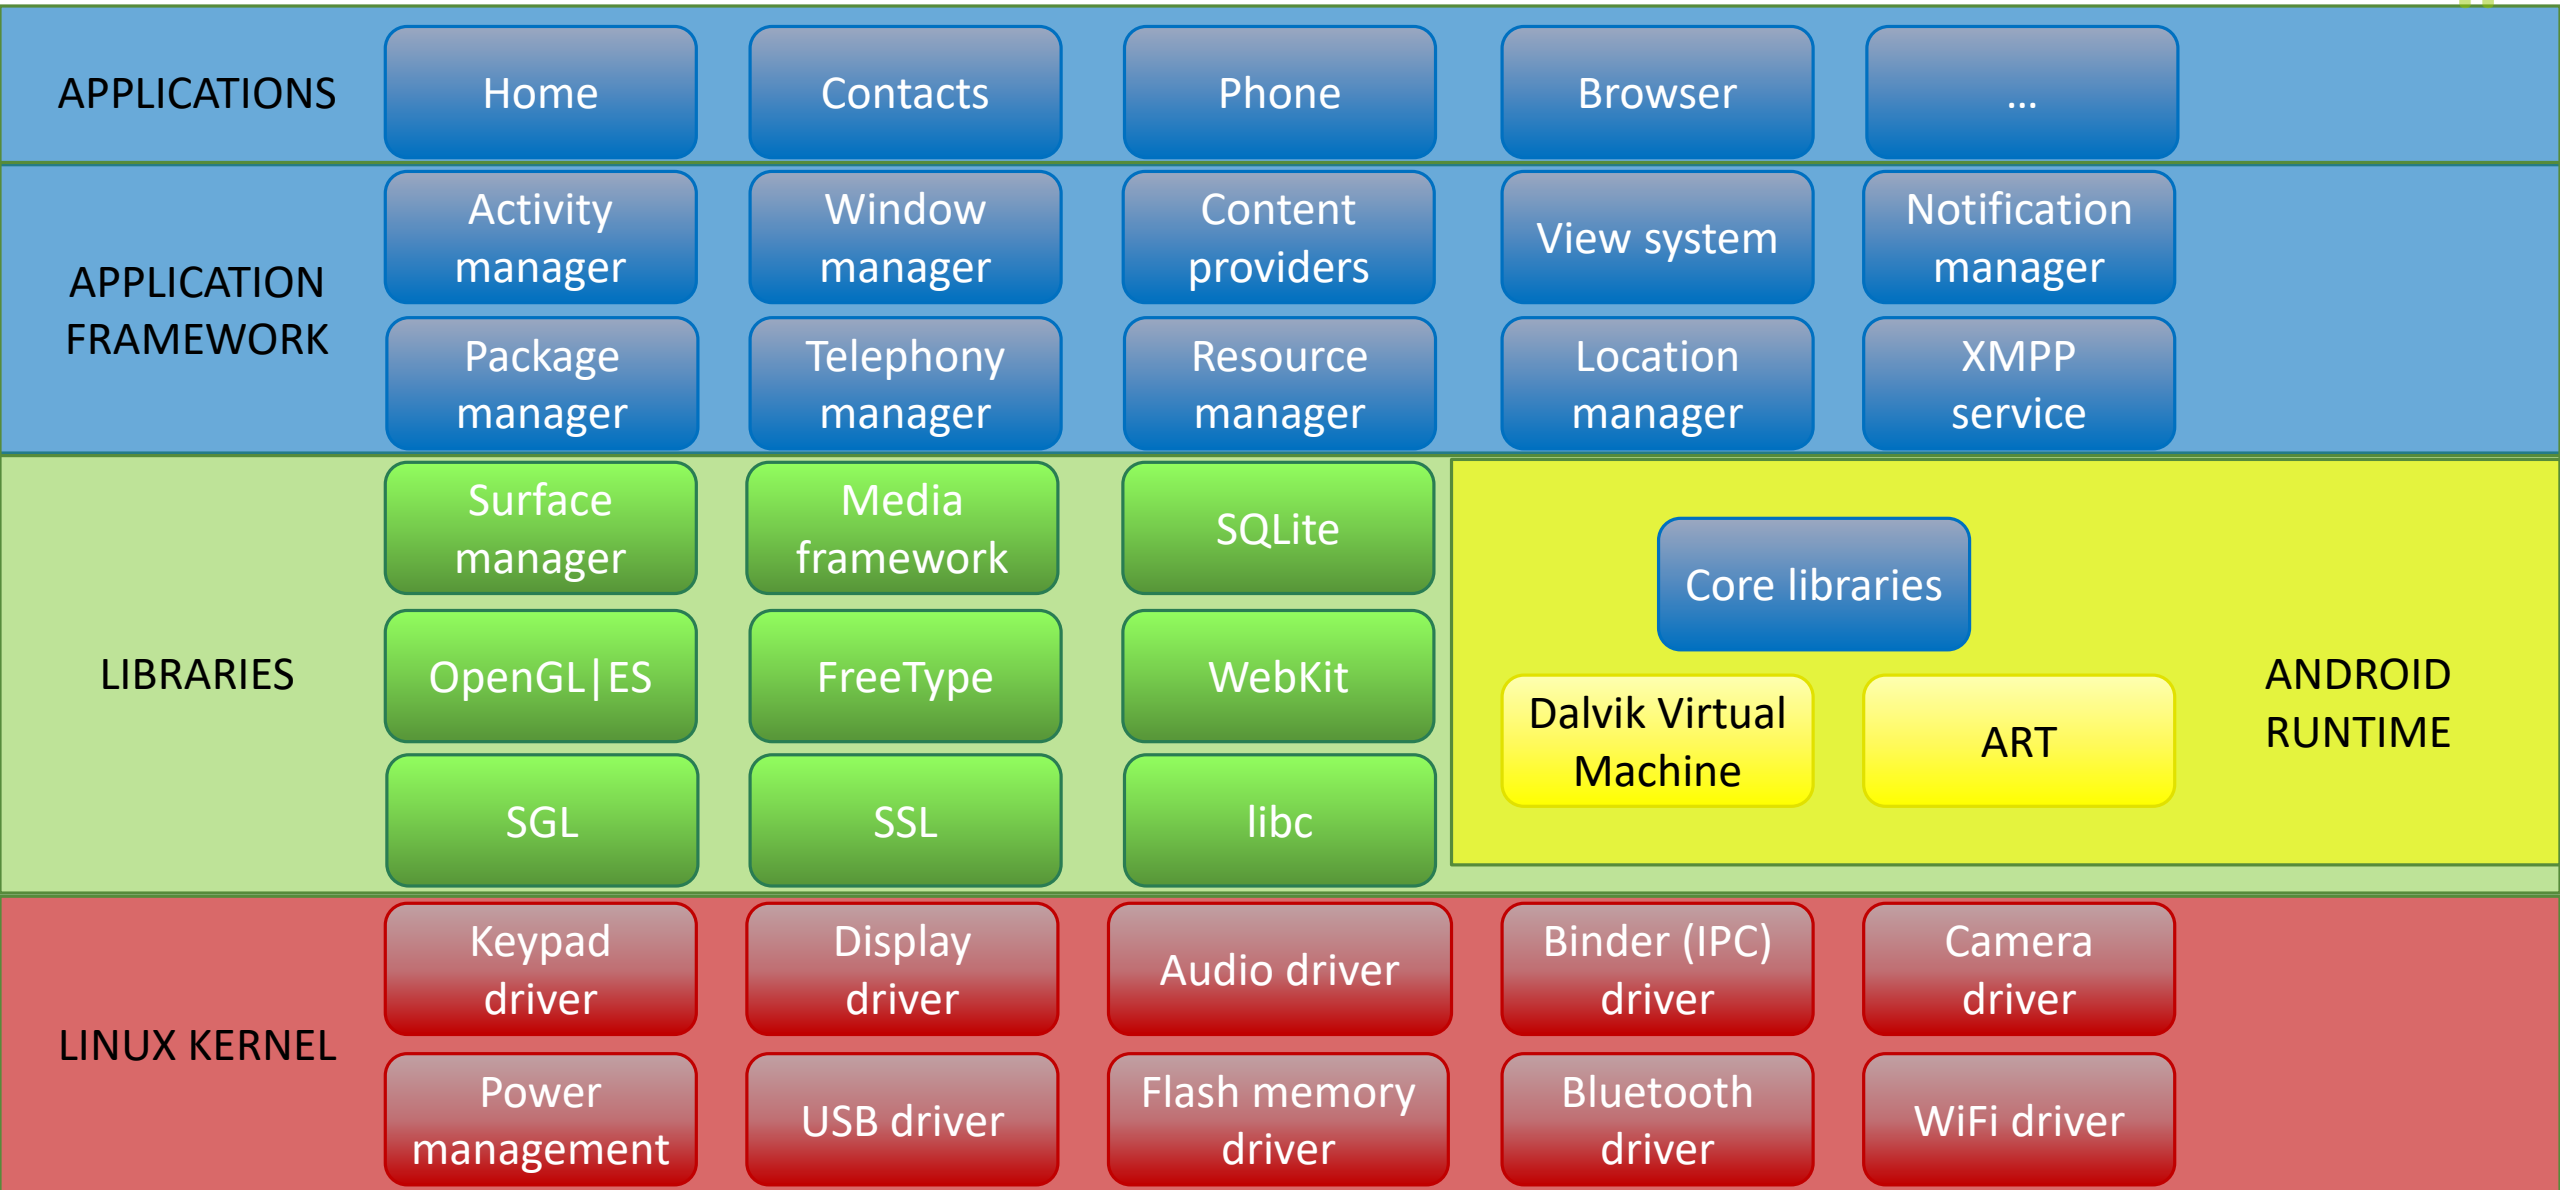 APPLICATIONS
Home
Contacts
Phone
Browser
...
APPLICATION
FRAMEWORK
Activity
manager
Window
manager
Content
providers
View system
Notification
manager
Package
manager
Telephony
manager
Resource
manager
Location
manager
XMPP
service
LIBRARIES
Surface
manager
Media
framework
SQLite
OpenGL|ES
FreeType
WebKit
SGL
SSL
libc
Core libraries
Dalvik Virtual
Machine
ART
ANDROID
RUNTIME
LINUX KERNEL
Keypad
driver
Display
driver
Audio driver
Binder (IPC)
driver
Camera
driver
Power
management
USB driver
Flash memory
driver
Bluetooth
driver
WiFi driver